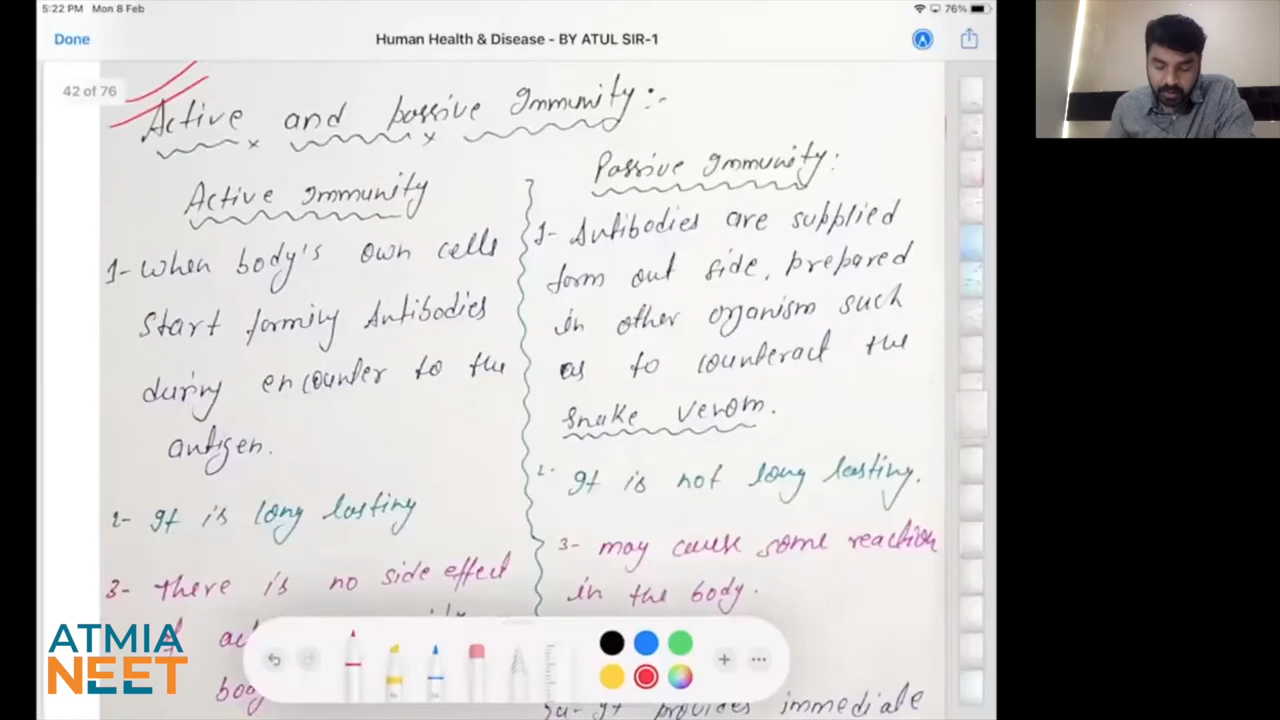 5:22 PM Mon 8 Feb
76%
Done
Human Health & Disease - BY ATUL SIR-1
42 of 76
Active and passive Immunity:-
Active Immunity
1- When body's own cells
start forming Antibodies
during encounter to the
antigen.
2- It is long lasting
3- there is no side effect
of
body
Passive Immunity:
1- Antibodies are supplied
form out side, prepared
in other organism such
as to counteract the
snake venom.
2- It is not long lasting.
3- may cause some reaction
in the body.
It provides immediate
ATMIA
NEET